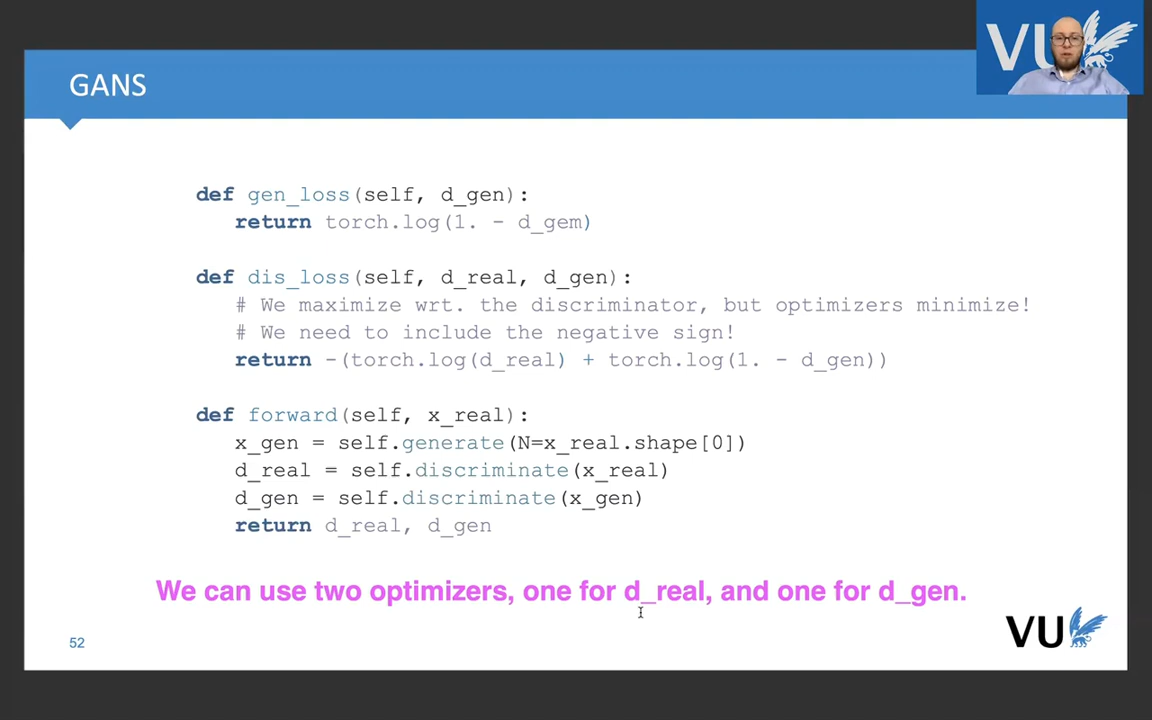 VU
GANS
def gen_loss(self, d_gen):
return torch.log(1. - d_gem)
def dis_loss(self, d_real, d_gen):
# We maximize wrt. the discriminator, but optimizers minimize!
# We need to include the negative sign!
return -(torch.log(d_real) + torch.log(1. - d_gen))
def forward(self, x_real):
x_gen = self.generate(N=x_real.shape[0])
d_real = self.discriminate(x_real)
d_gen = self.discriminate(x_gen)
return d_real, d_gen
We can use two optimizers, one for d_real, and one for d_gen.
52
VU